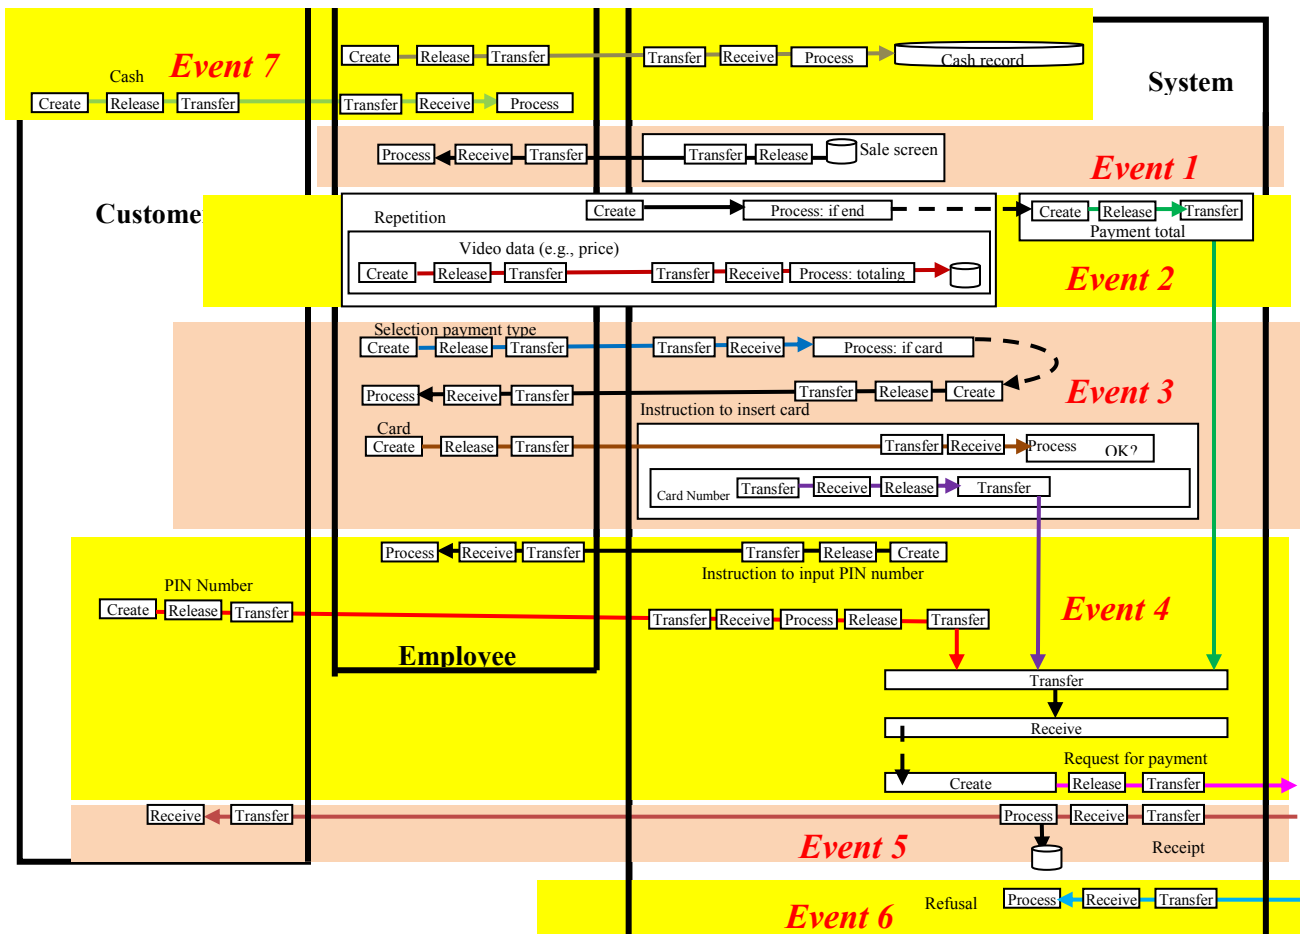 Create Release Transfer Transfer Receive Process Cash record
Event 7
Cash
System
Create Release Transfer Transfer Receive Process
Process Receive Transfer Transfer Release Sale screen
Event 1
Custome
Repetition
Create Process: if end Create Release Transfer
Payment total
Video data (e.g., price)
Create Release Transfer Transfer Receive Process: totaling
Event 2
Selection payment type
Create Release Transfer Transfer Receive Process: if card
Process Receive Transfer Transfer Release Create
Event 3
Instruction to insert card
Card
Create Release Transfer Transfer Receive Process OK?
Card Number Transfer Receive Release Transfer
Process Receive Transfer Transfer Release Create
Instruction to input PIN number
PIN Number
Create Release Transfer Transfer Receive Process Release Transfer
Event 4
Employee
Transfer
Receive
Request for payment
Create Release Transfer
Receive Transfer Process Receive Transfer
Event 5
Receipt
Refusal Process Receive Transfer
Event 6